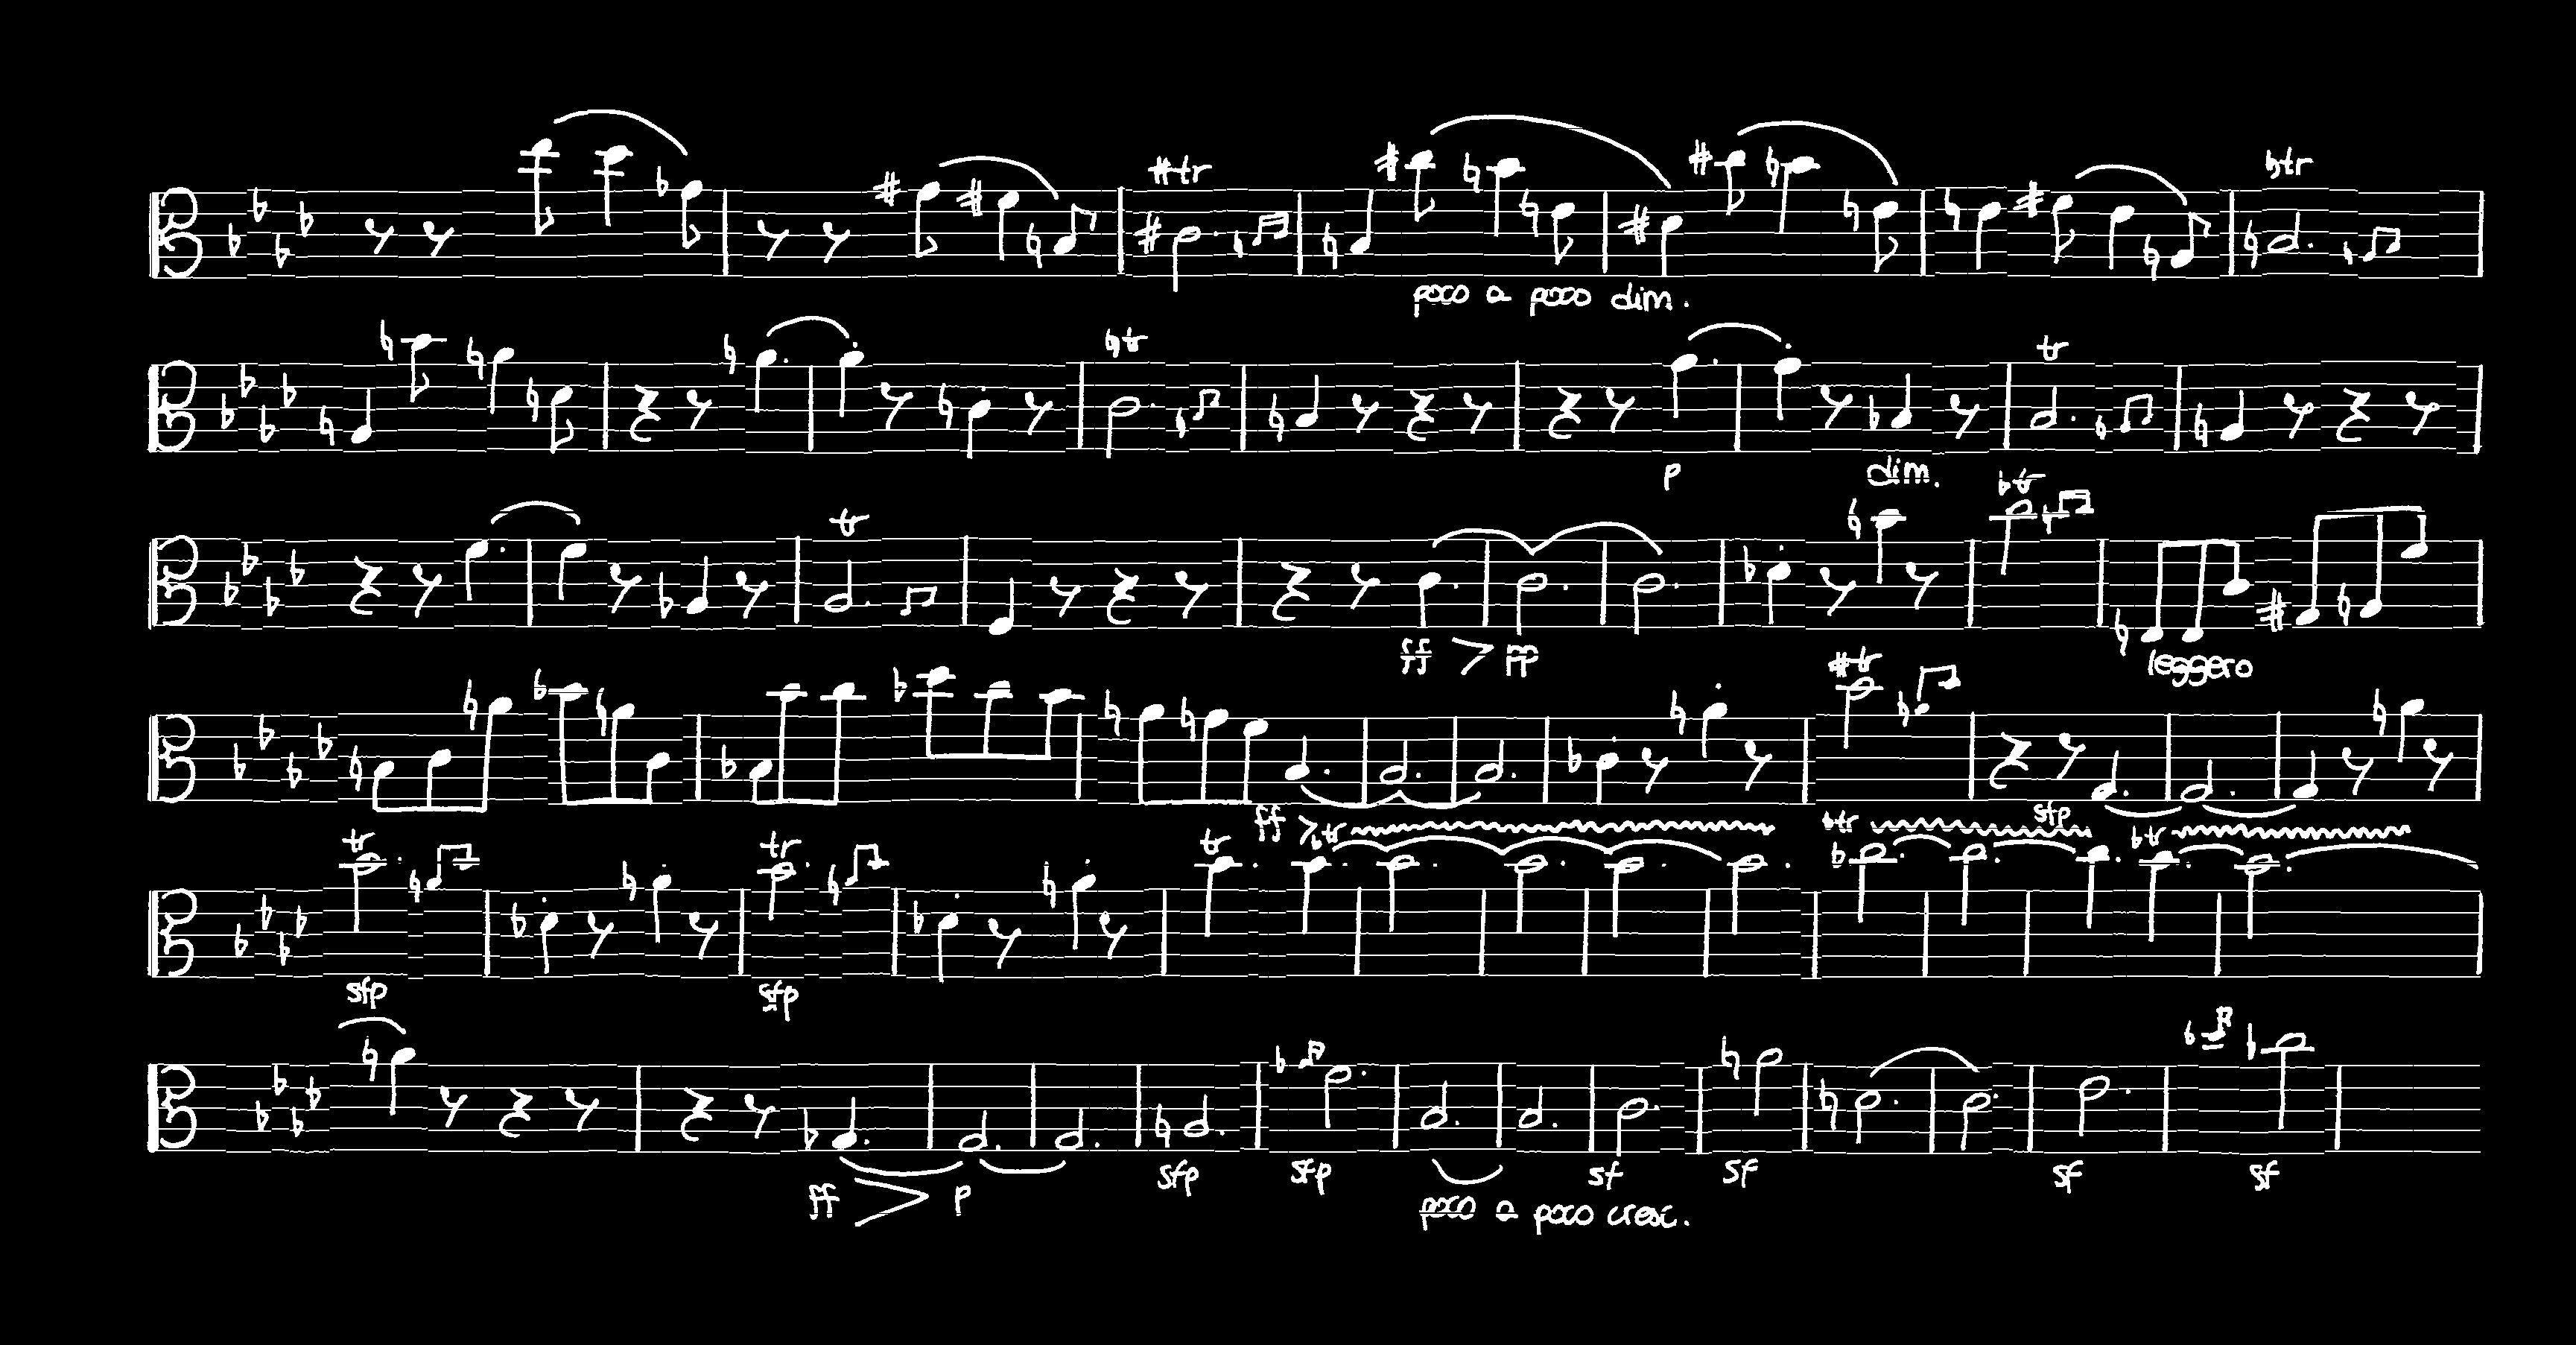 #tr ♮tr
poco a poco dim.
♮tr tr
p dim.
tr ♭tr
ff > pp leggero
#tr
ff > sfp
tr tr tr ♭tr ♭tr ♭tr
sfp sfp
ff > p sfp sfp sf sf sf sf
poco a poco cresc.